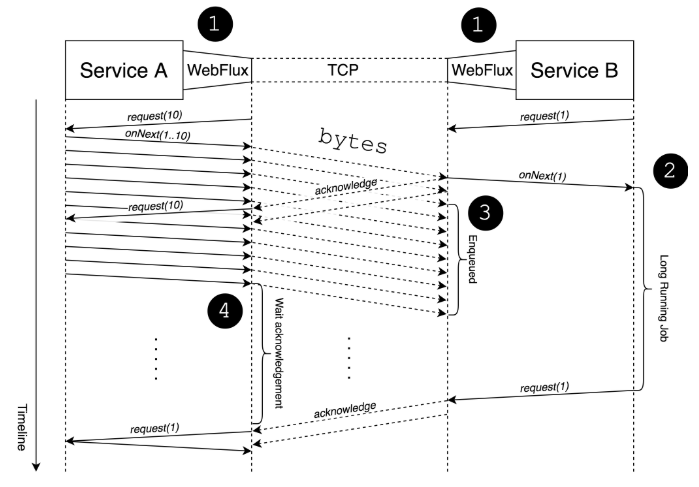 1
1
Service A
WebFlux
TCP
WebFlux
Service B
request(10)
request(1)
onNext(1..10)
bytes
onNext(1)
2
acknowledge
request(10)
3
Enqueued
Long Running Job
4
Wait acknowledgement
request(1)
acknowledge
request(1)
Timeline